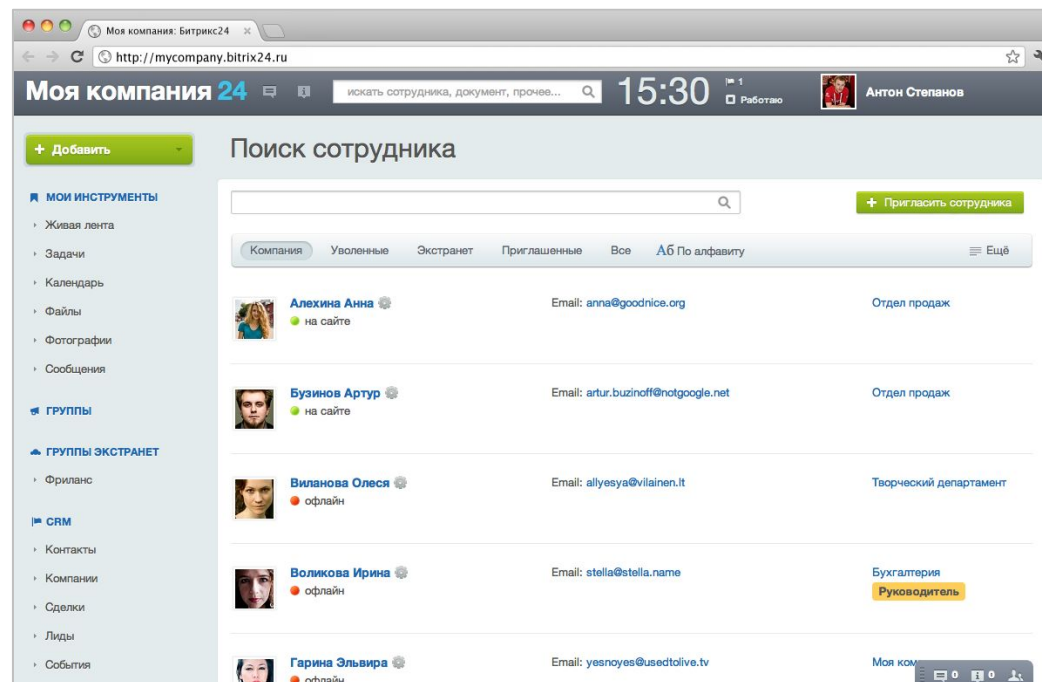 Моя компания: Битрикс24
http://mycompany.bitrix24.ru
Моя компания 24
искать сотрудника, документ, прочее...
15:30
1
Работаю
Антон Степанов
+ Добавить
Поиск сотрудника
МОИ ИНСТРУМЕНТЫ
Живая лента
Задачи
Календарь
Файлы
Фотографии
Сообщения
ГРУППЫ
ГРУППЫ ЭКСТРАНЕТ
Фриланс
CRM
Контакты
Компании
Сделки
Лиды
События
+ Пригласить сотрудника
Компания Уволенные Экстранет Приглашенные Все Аб По алфавиту Ещё
Алехина Анна Email: anna@goodnice.org Отдел продаж
на сайте
Бузинов Артур Email: artur.buzinoff@notgoogle.net Отдел продаж
на сайте
Виланова Олеся Email: allyesya@vilainen.lt Творческий департамент
офлайн
Воликова Ирина Email: stella@stella.name Бухгалтерия
офлайн Руководитель
Гарина Эльвира Email: yesnoyes@usedtolive.tv Моя ком
офлайн
0 0